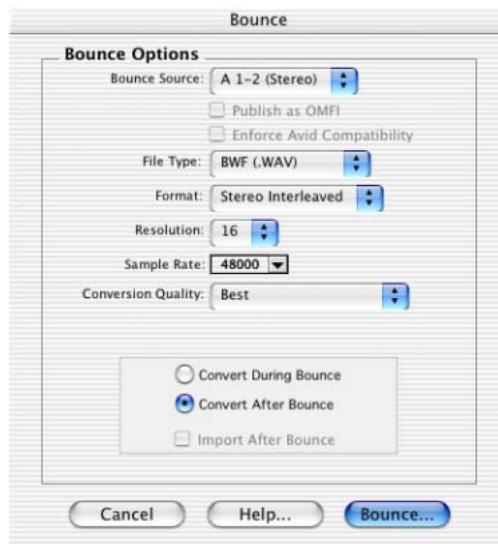 Bounce
Bounce Options
Bounce Source: A 1-2 (Stereo)
Publish as OMFI
Enforce Avid Compatibility
File Type: BWF (.WAV)
Format: Stereo Interleaved
Resolution: 16
Sample Rate: 48000
Conversion Quality: Best
Convert During Bounce
Convert After Bounce
Import After Bounce
Cancel Help... Bounce...